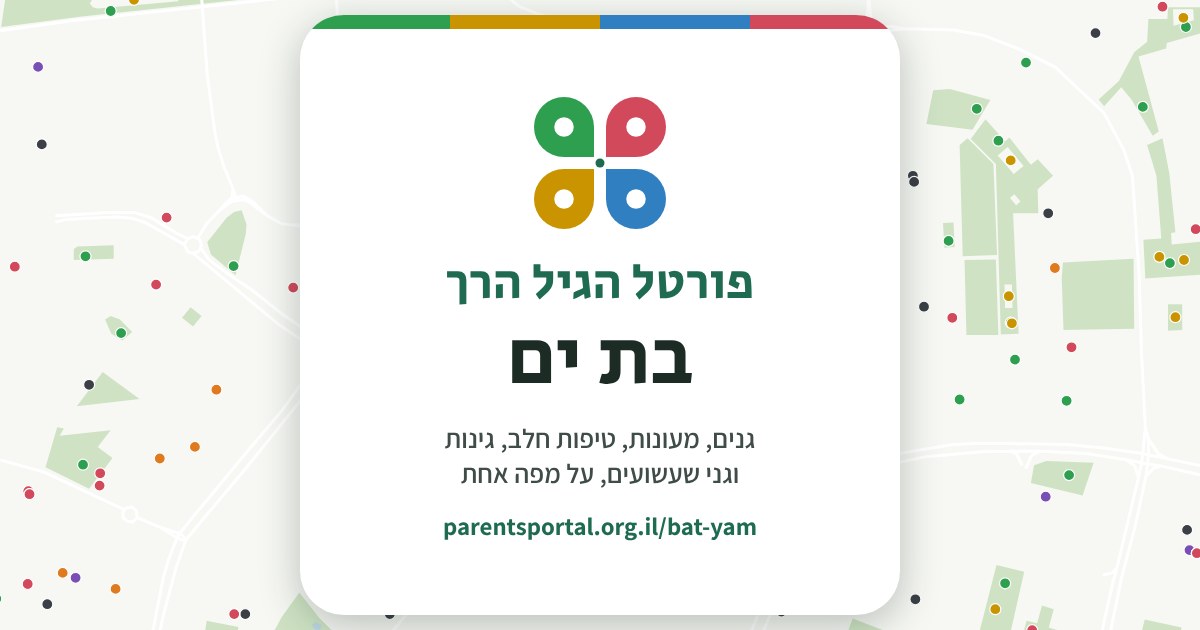 פורטל הגיל הרך
בת ים
גנים, מעונות, טיפות חלב, גינות
וגני שעשועים, על מפה אחת
parentsportal.org.il/bat-yam